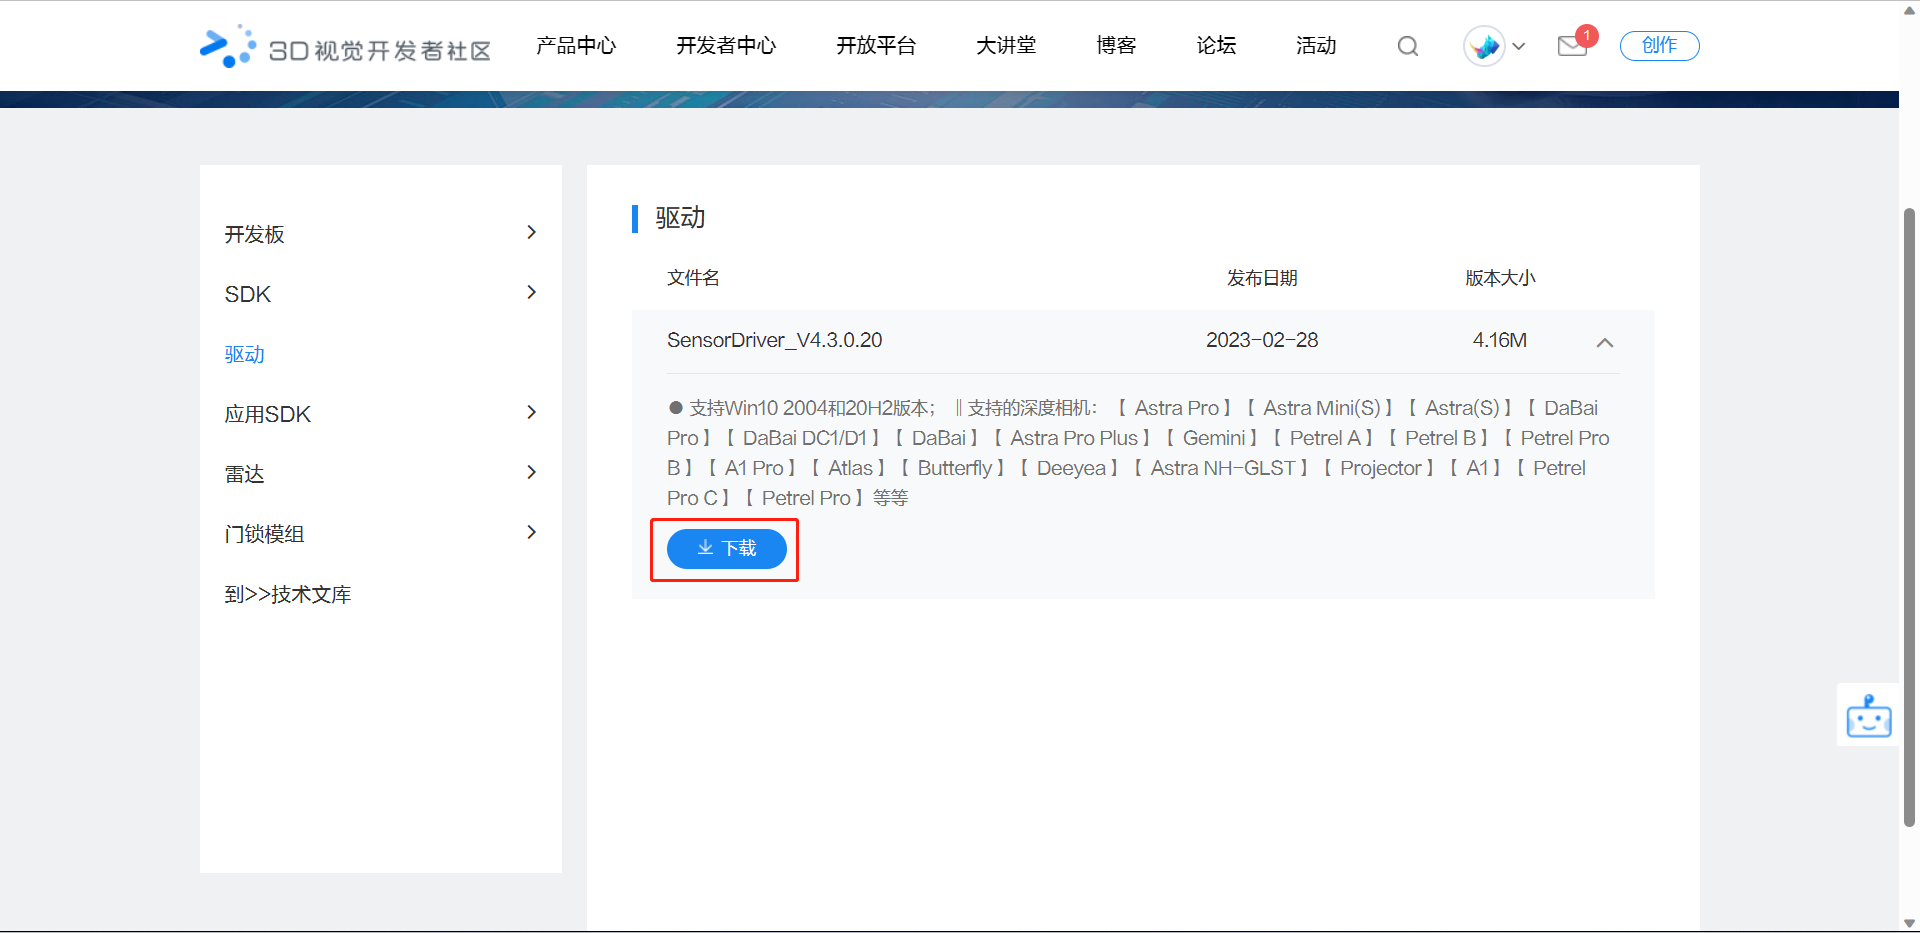 3D视觉开发者社区
产品中心
开发者中心
开放平台
大讲堂
博客
论坛
活动
1
创作
开发板
SDK
驱动
应用SDK
雷达
门锁模组
到>>技术文库
驱动
文件名 发布日期 版本大小
SensorDriver_V4.3.0.20 2023-02-28 4.16M
● 支持Win10 2004和20H2版本； ‖支持的深度相机：【 Astra Pro】【 Astra Mini(S)】【 Astra(S)】【 DaBai
Pro】【 DaBai DC1/D1】【 DaBai】【 Astra Pro Plus】【 Gemini】【 Petrel A】【 Petrel B】【 Petrel Pro
B】【 A1 Pro】【 Atlas】【 Butterfly】【 Deeyea】【 Astra NH-GLST】【 Projector】【 A1】【 Petrel
Pro C】【 Petrel Pro】等等
下载